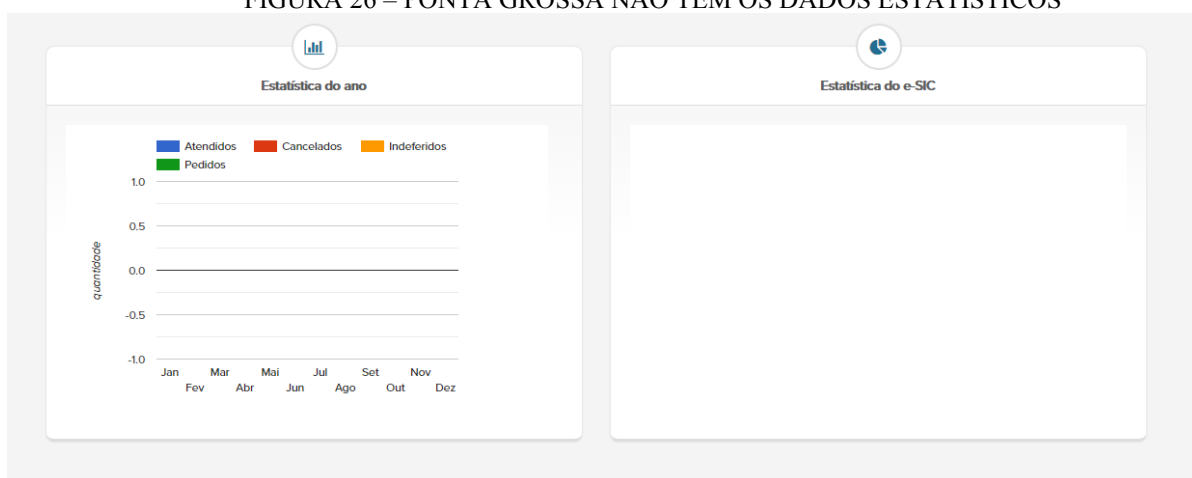 FIGURA 26 – PONTA GROSSA NÃO TEM OS DADOS ESTATÍSTICOS
Estatística do ano
Atendidos Cancelados Indeferidos
Pedidos
1.0
0.5
0.0
-0.5
-1.0
quantidade
Jan Mar Mai Jul Set Nov
Fev Abr Jun Ago Out Dez
Estatística do e-SIC